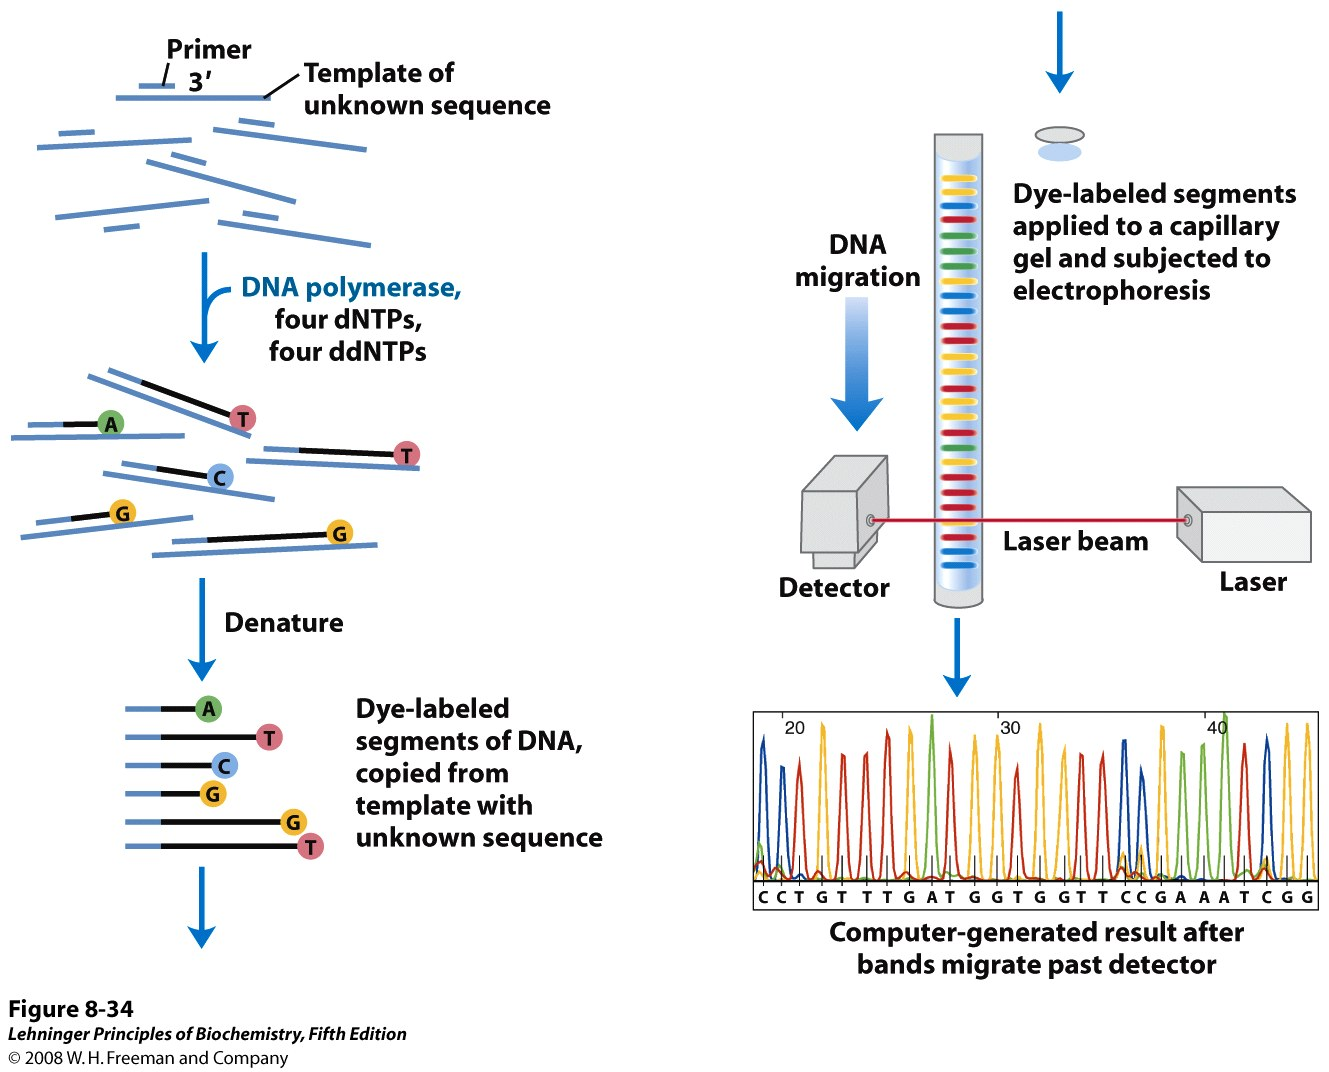 Primer
3′
Template of
unknown sequence
DNA polymerase,
four dNTPs,
four ddNTPs
A
T
T
C
G
G
Denature
A
T
C
G
G
T
Dye-labeled
segments of DNA,
copied from
template with
unknown sequence
Dye-labeled segments
applied to a capillary
gel and subjected to
electrophoresis
DNA
migration
Laser beam
Detector
Laser
20 30 40
C C T G T T T G A T G G T G G T T C C G A A A T C G G
Computer-generated result after
bands migrate past detector
Figure 8-34
Lehninger Principles of Biochemistry, Fifth Edition
© 2008 W. H. Freeman and Company